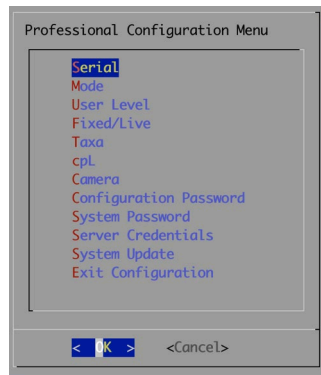 Professional Configuration Menu
Serial
Mode
User Level
Fixed/Live
Taxa
cpL
Camera
Configuration Password
System Password
Server Credentials
System Update
Exit Configuration
< OK > <Cancel>